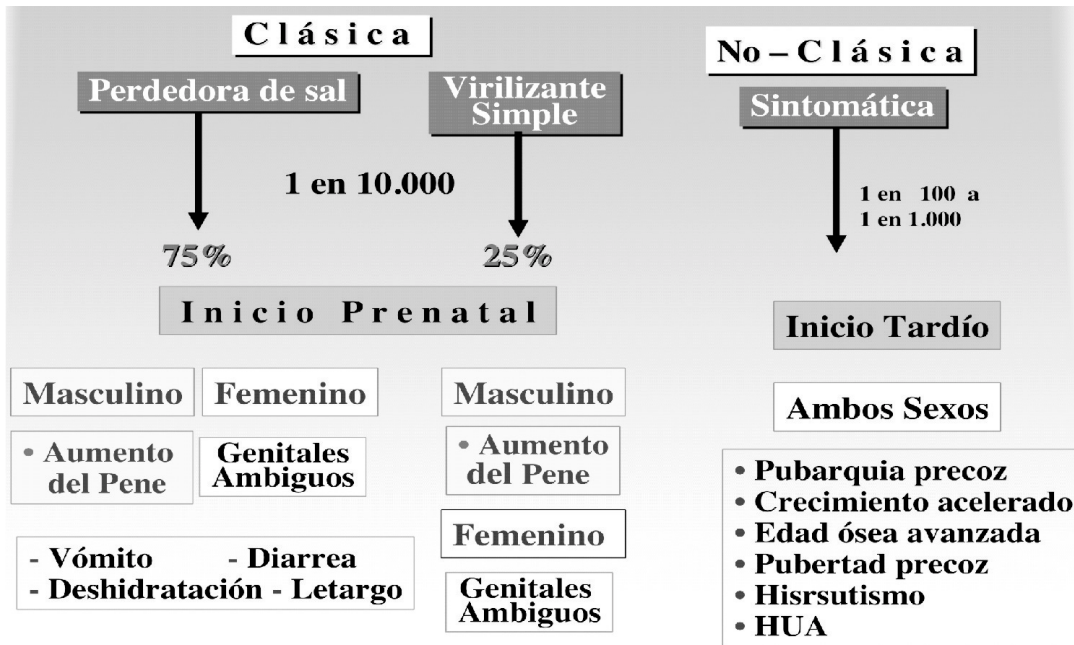 Clásica
Perdedora de sal
Virilizante
Simple
1 en 10.000
75%
25%
Inicio Prenatal
Masculino
• Aumento
del Pene
Femenino
Genitales
Ambiguos
- Vómito - Diarrea
- Deshidratación - Letargo
Masculino
• Aumento
del Pene
Femenino
Genitales
Ambiguos
No – Clásica
Sintomática
1 en 100 a
1 en 1.000
Inicio Tardío
Ambos Sexos
• Pubarquia precoz
• Crecimiento acelerado
• Edad ósea avanzada
• Pubertad precoz
• Hisrsutismo
• HUA